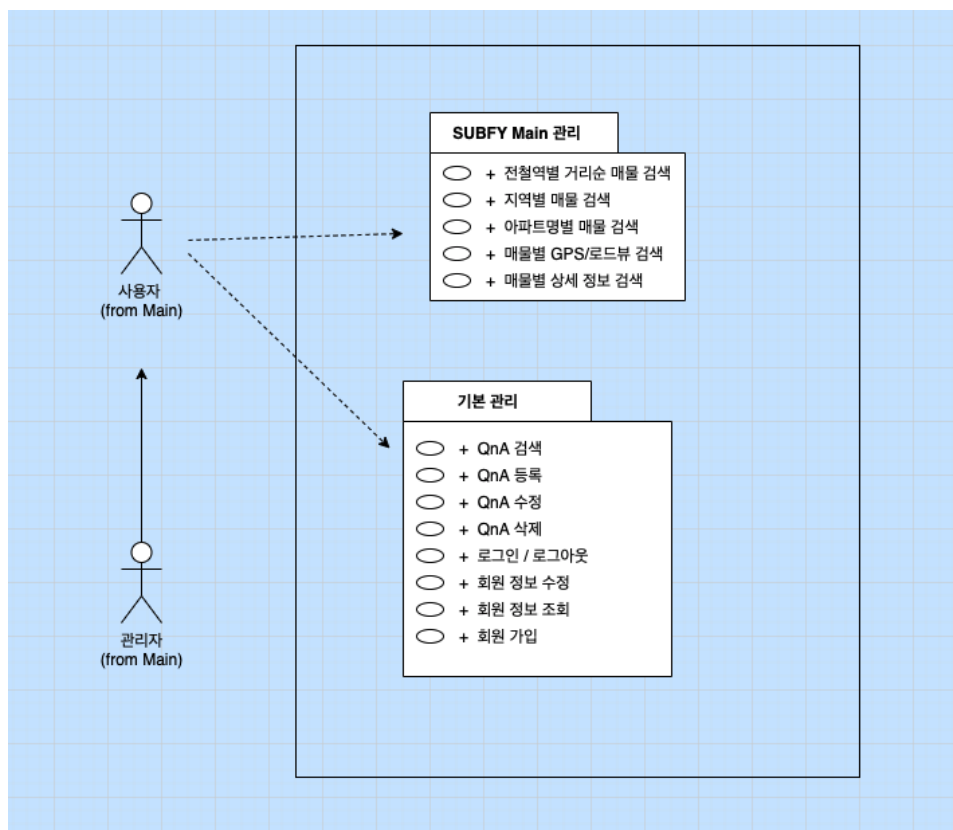 SUBFY Main 관리
+ 전철역별 거리순 매물 검색
+ 지역별 매물 검색
+ 아파트명별 매물 검색
+ 매물별 GPS/로드뷰 검색
+ 매물별 상세 정보 검색
사용자
(from Main)
기본 관리
+ QnA 검색
+ QnA 등록
+ QnA 수정
+ QnA 삭제
+ 로그인 / 로그아웃
+ 회원 정보 수정
+ 회원 정보 조회
+ 회원 가입
관리자
(from Main)